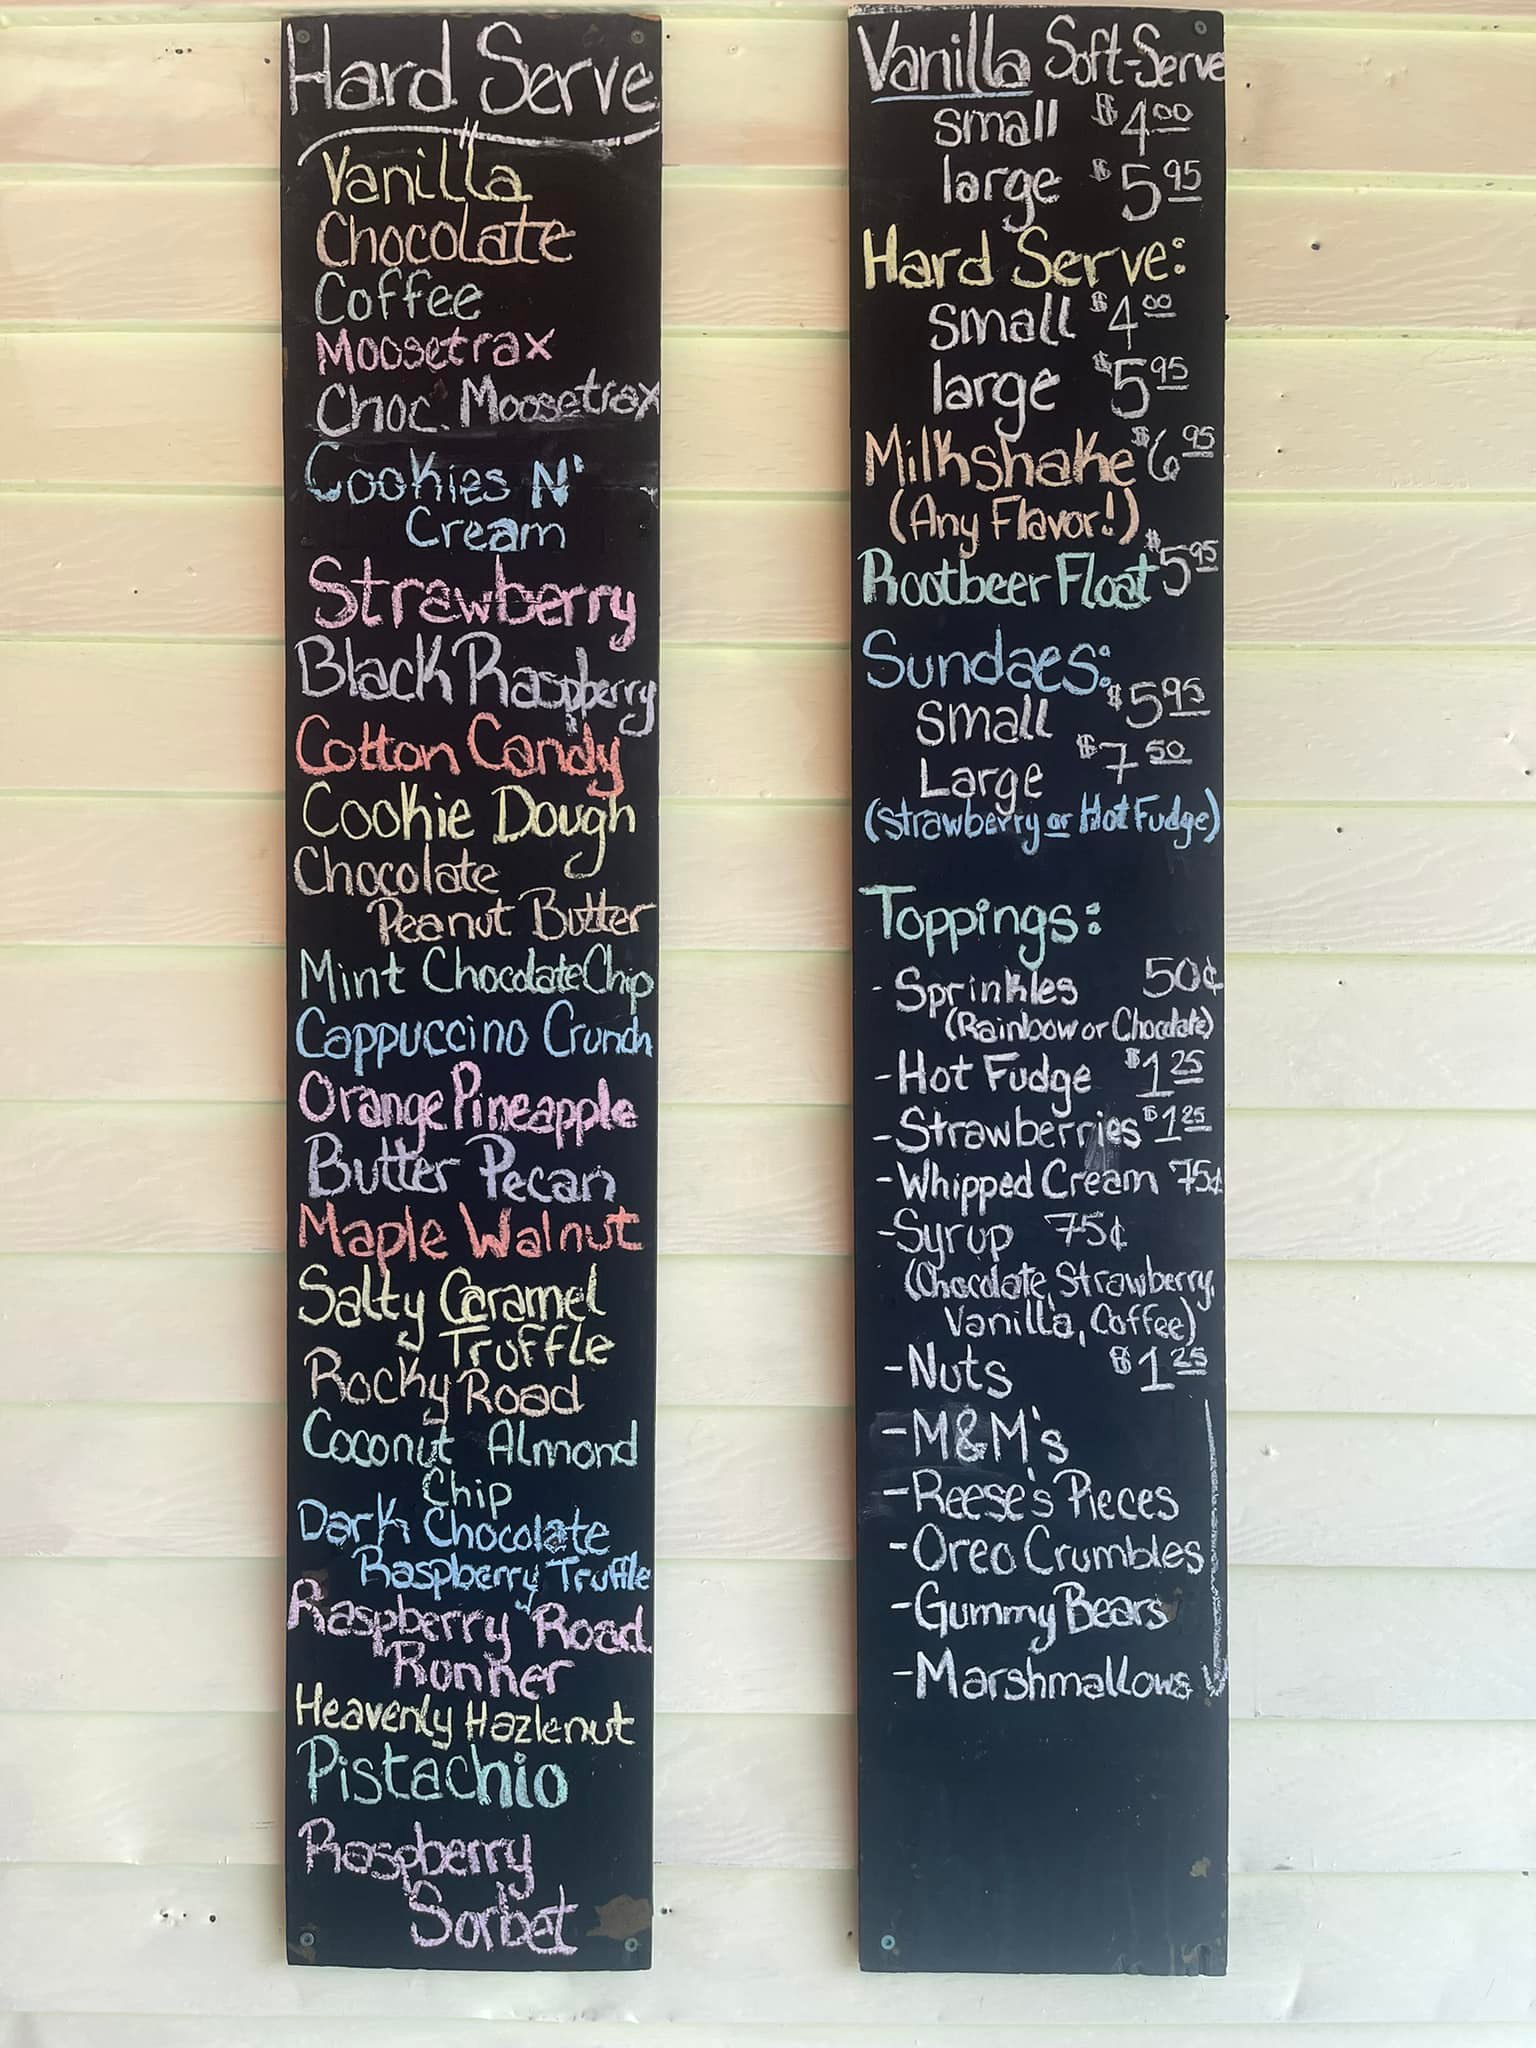 Hard Serve
Vanilla
Chocolate
Coffee
Moosetrax
Choc. Moosetrax
Cookies N'
Cream
Strawberry
Black Raspberry
Cotton Candy
Cookie Dough
Chocolate
Peanut Butter
Mint Chocolate Chip
Cappuccino Crunch
Orange Pineapple
Butter Pecan
Maple Walnut
Salty Caramel
Truffle
Rocky Road
Coconut Almond
Chip
Dark Chocolate
Raspberry Truffle
Raspberry Road
Runner
Heavenly Hazlenut
Pistachio
Raspberry
Sorbet
Vanilla Soft-Serve
small $4.00
large $5.95
Hard Serve:
small $4.00
large $5.95
Milkshake $6.95
(Any Flavor!)
Rootbeer Float $5.95
Sundaes:
Small $5.95
Large $7.50
(strawberry or Hot Fudge)
Toppings:
- Sprinkles 50¢
(Rainbow or Chocolate)
- Hot Fudge $1.25
- Strawberries $1.25
- Whipped Cream 75¢
- Syrup 75¢
(Chocolate, Strawberry,
Vanilla, Coffee)
- Nuts $1.25
- M&M's
- Reese's Pieces
- Oreo Crumbles
- Gummy Bears
- Marshmallows